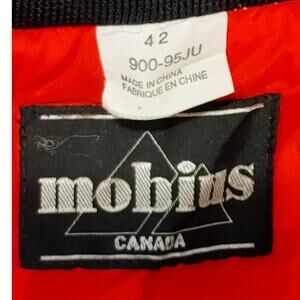 42
900-95JU
MADE IN CHINA
FABRIQUE EN CHINE
mobius
CANADA